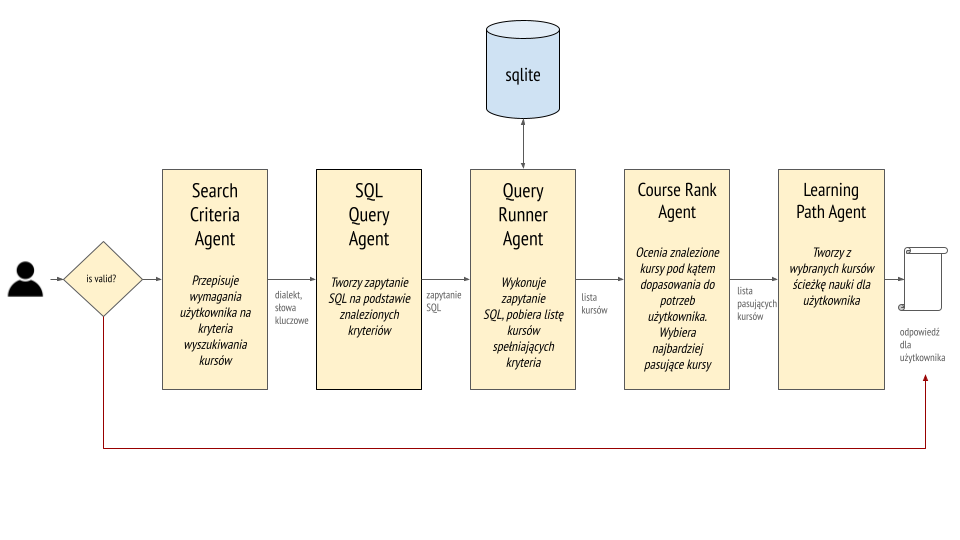 sqlite
Search
Criteria
Agent
Przepisuje
wymagania
użytkownika na
kryteria
wyszukiwania
kursów
SQL
Query
Agent
Tworzy zapytanie
SQL na podstawie
znalezionych
kryteriów
Query
Runner
Agent
Wykonuje
zapytanie
SQL, pobiera listę
kursów
spełniających
kryteria
Course Rank
Agent
Ocenia znalezione
kursy pod kątem
dopasowania do
potrzeb
użytkownika.
Wybiera
najbardziej
pasujące kursy
Learning
Path Agent
Tworzy z
wybranych kursów
ścieżkę nauki dla
użytkownika
is valid?
dialekt,
słowa
kluczowe
zapytanie
SQL
lista
kursów
lista
pasujących
kursów
odpowiedź
dla
użytkownika